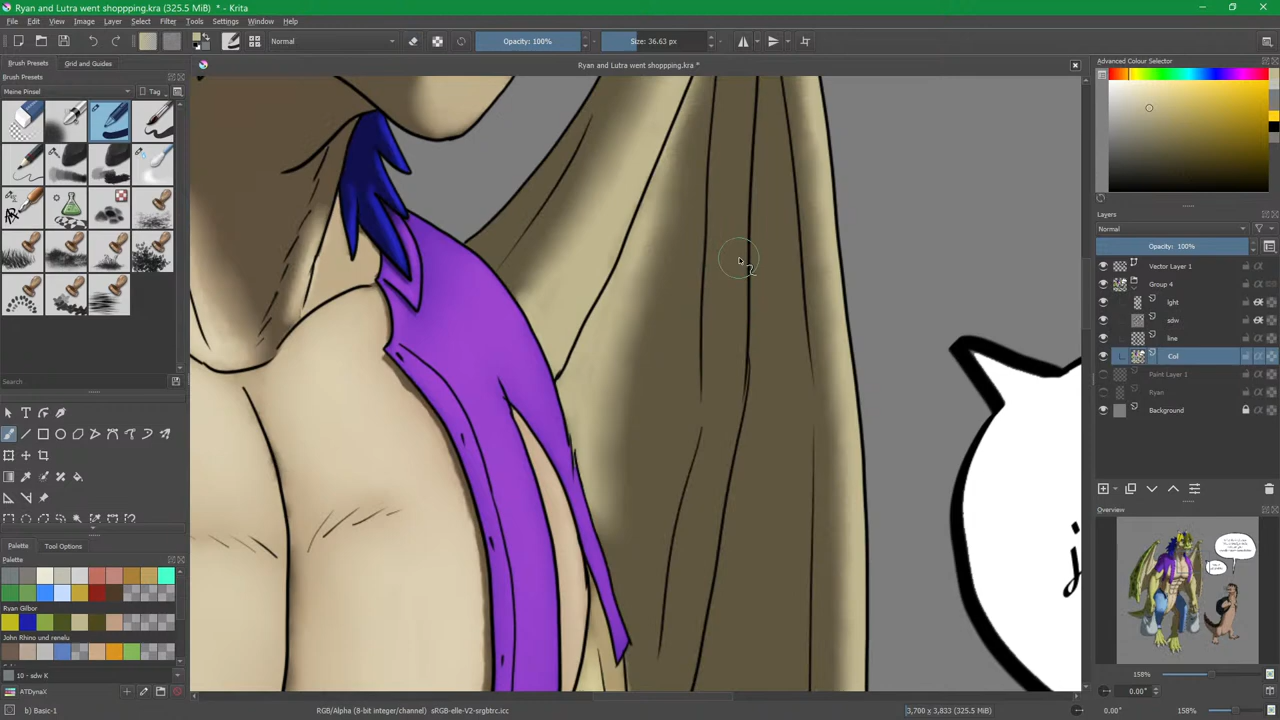 Ryan and Lutra went shoppping.kra (325.5 MiB) * - Krita
File Edit View Image Layer Select Filter Tools Settings Window Help
Normal
Opacity: 100%
Size: 36.63 px
Brush Presets
Grid and Guides
Ryan and Lutra went shoppping.kra *
Advanced Color Selector
Brush Presets
Meine Pinsel
Tag
Layers
Normal
Opacity: 100%
Vector Layer 1
Group 4
lght
sdw
line
Col
Paint Layer 1
Ryan
Background
Search
Overview
Palette
Tool Options
Palette
Ryan Gilbor
John Rhino und renelu
10 - sdw K
ATDynaX
b) Basic-1
RGB/Alpha (8-bit integer/channel) sRGB-elle-V2-srgbtrc.icc
3,700 x 3,833 (325.5 MiB)
158%
0.00°
0.00°
158%